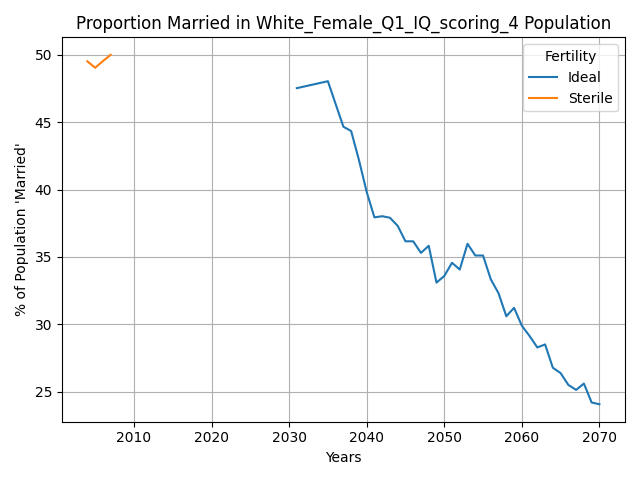 Proportion Married in White_Female_Q1_IQ_scoring_4 Population
% of Population 'Married'
50
45
40
35
30
25
Fertility
Ideal
Sterile
2010 2020 2030 2040 2050 2060 2070
Years